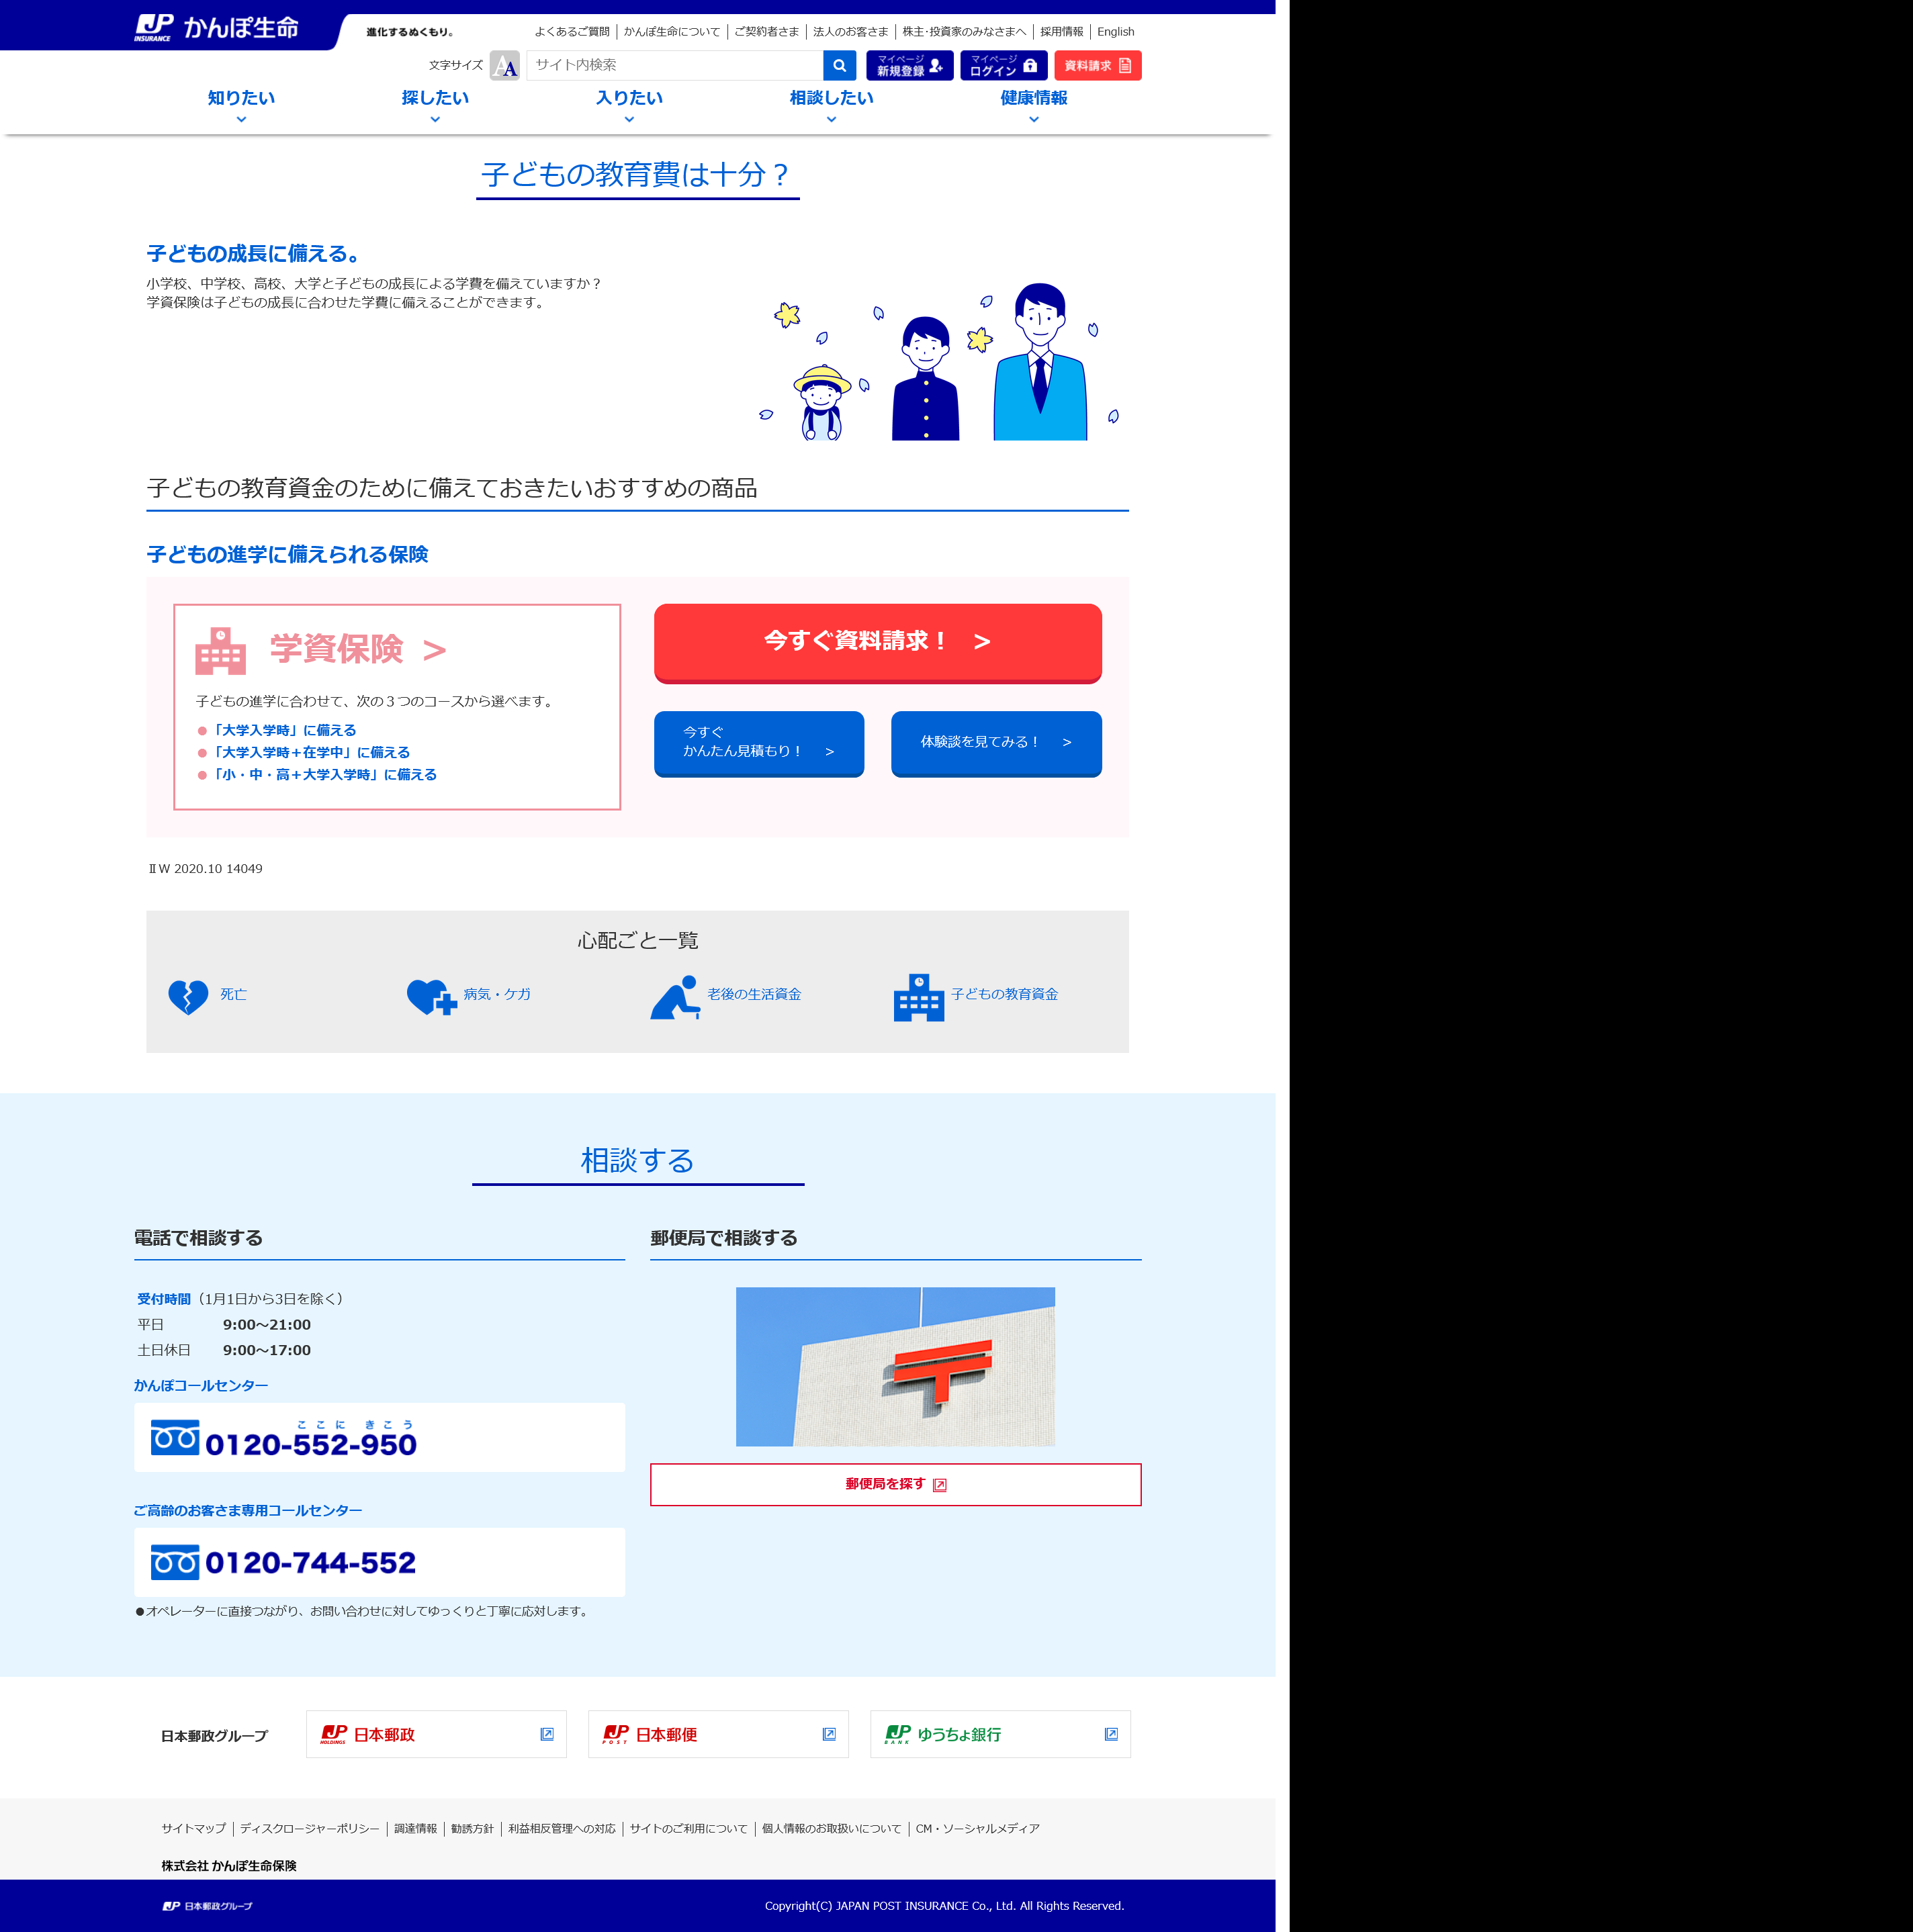 JP INSURANCE かんぽ生命
進化するぬくもり。
よくあるご質問
かんぽ生命について
ご契約者さま
法人のお客さま
株主・投資家のみなさまへ
採用情報
English
文字サイズ
AA
サイト内検索
マイページ
新規登録
マイページ
ログイン
資料請求
知りたい
探したい
入りたい
相談したい
健康情報
子どもの教育費は十分？
子どもの成長に備える。
小学校、中学校、高校、大学と子どもの成長による学費を備えていますか？
学資保険は子どもの成長に合わせた学費に備えることができます。
子どもの教育資金のために備えておきたいおすすめの商品
子どもの進学に備えられる保険
学資保険 ＞
子どもの進学に合わせて、次の３つのコースから選べます。
●「大学入学時」に備える
●「大学入学時＋在学中」に備える
●「小・中・高＋大学入学時」に備える
今すぐ資料請求！ ＞
今すぐ
かんたん見積もり！ ＞
体験談を見てみる！ ＞
ⅡＷ 2020.10 14049
心配ごと一覧
死亡
病気・ケガ
老後の生活資金
子どもの教育資金
相談する
電話で相談する
受付時間（1月1日から3日を除く）
平日 9:00～21:00
土日休日 9:00～17:00
かんぽコールセンター
ここに きこう
0120-552-950
ご高齢のお客さま専用コールセンター
0120-744-552
●オペレーターに直接つながり、お問い合わせに対してゆっくりと丁寧に応対します。
郵便局で相談する
〒
郵便局を探す
日本郵政グループ
JP HOLDINGS 日本郵政
JP POST 日本郵便
JP BANK ゆうちょ銀行
サイトマップ
ディスクロージャーポリシー
調達情報
勧誘方針
利益相反管理への対応
サイトのご利用について
個人情報のお取扱いについて
CM・ソーシャルメディア
株式会社 かんぽ生命保険
JP 日本郵政グループ
Copyright(C) JAPAN POST INSURANCE Co., Ltd. All Rights Reserved.